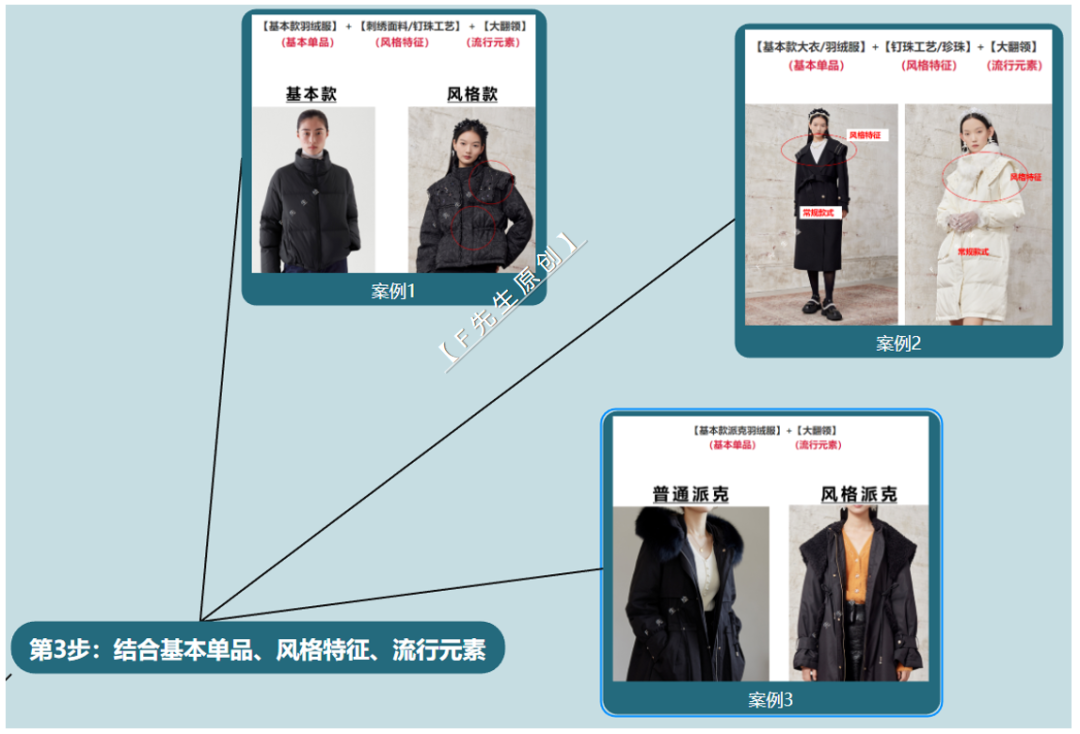 【基本款羽绒服】 + 【刺绣面料/钉珠工艺】 + 【大翻领】
(基本单品) (风格特征) (流行元素)
基本款 风格款
案例1
【基本款大衣/羽绒服】+【钉珠工艺/珍珠】+【大翻领】
(基本单品) (风格特征) (流行元素)
风格特征
常规款式
风格特征
常规款式
案例2
【F先生原创】
【基本款派克羽绒服】+【大翻领】
(基本单品) (流行元素)
普通派克 风格派克
案例3
第3步：结合基本单品、风格特征、流行元素